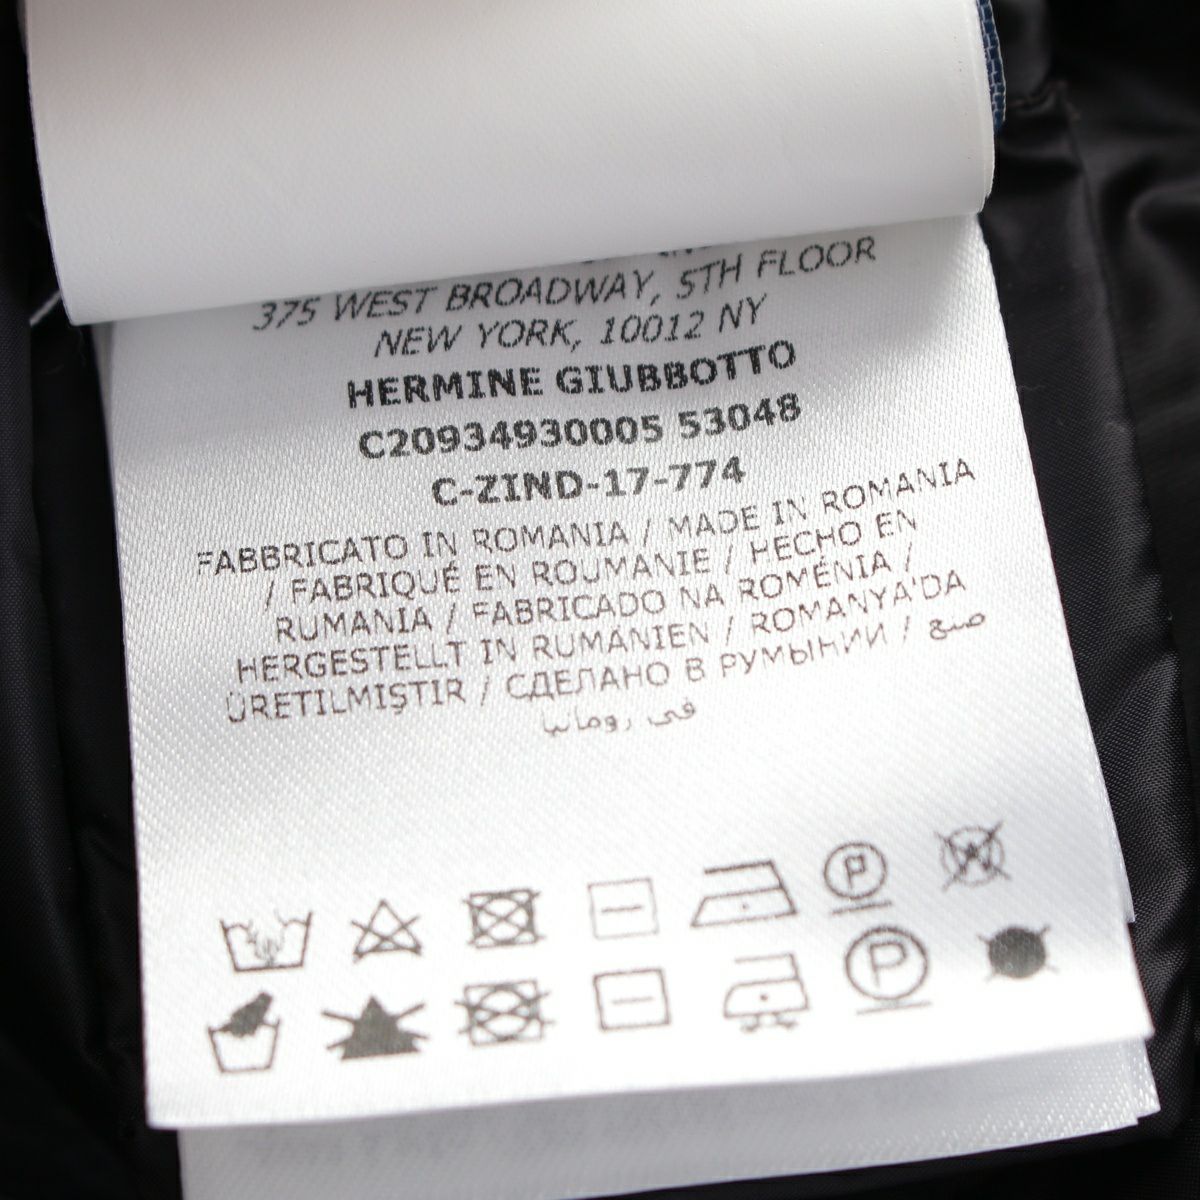 375 WEST BROADWAY, 5TH FLOOR
NEW YORK, 10012 NY
HERMINE GIUBBOTTO
C20934930005 53048
C-ZIND-17-774
FABBRICATO IN ROMANIA / MADE IN ROMANIA
/ FABRIQUÉ EN ROUMANIE / HECHO EN
RUMANIA / FABRICADO NA ROMÉNIA /
HERGESTELLT IN RUMANIEN / ROMANYA'DA
ÜRETILMIŞTIR / СДЕЛАНО В РУМЫНИИ / صنع
في رومانيا
P W
P